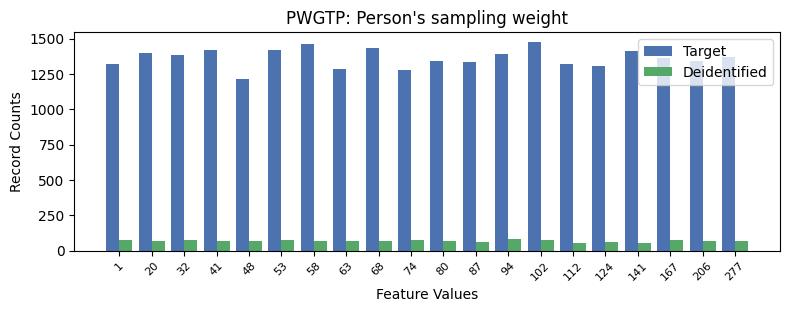 PWGTP: Person's sampling weight
Record Counts
1500
1250
1000
750
500
250
0
Target
Deidentified
1 20 32 41 48 53 58 63 68 74 80 87 94 102 112 124 141 167 206 277
Feature Values